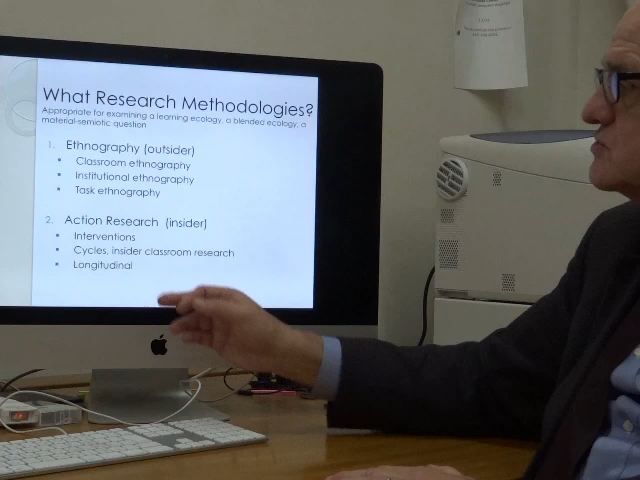 What Research Methodologies?
Appropriate for examining a learning ecology, a blended ecology, a
material-semiotic question
1. Ethnography (outsider)
▪ Classroom ethnography
▪ Institutional ethnography
▪ Task ethnography
2. Action Research (insider)
▪ Interventions
▪ Cycles, insider classroom research
▪ Longitudinal